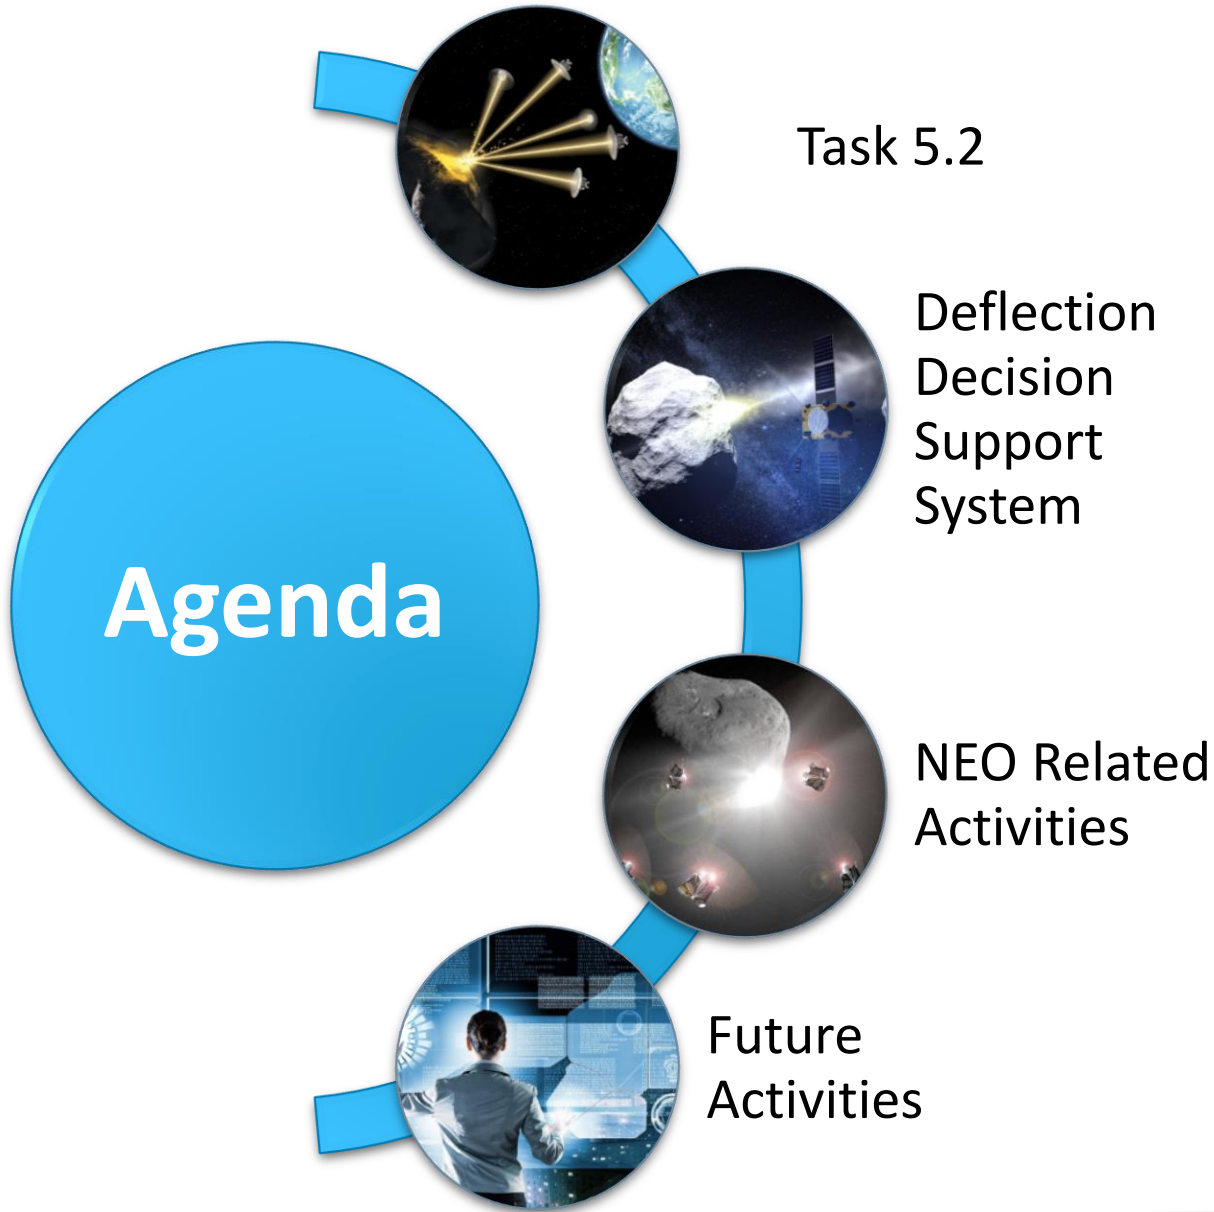 Task 5.2
Deflection
Decision
Support
System
Agenda
NEO Related
Activities
Future
Activities